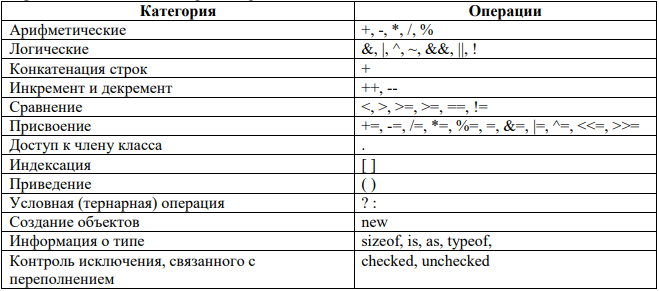 Категория Операции
Арифметические +, -, *, /, %
Логические &, |, ^, ~, &&, ||, !
Конкатенация строк +
Инкремент и декремент ++, --
Сравнение <, >, >=, >=, ==, !=
Присвоение +=, -=, /=, *=, %=, =, &=, |=, ^=, <<=, >>=
Доступ к члену класса .
Индексация [ ]
Приведение ( )
Условная (тернарная) операция ? :
Создание объектов new
Информация о типе sizeof, is, as, typeof,
Контроль исключения, связанного с checked, unchecked
переполнением